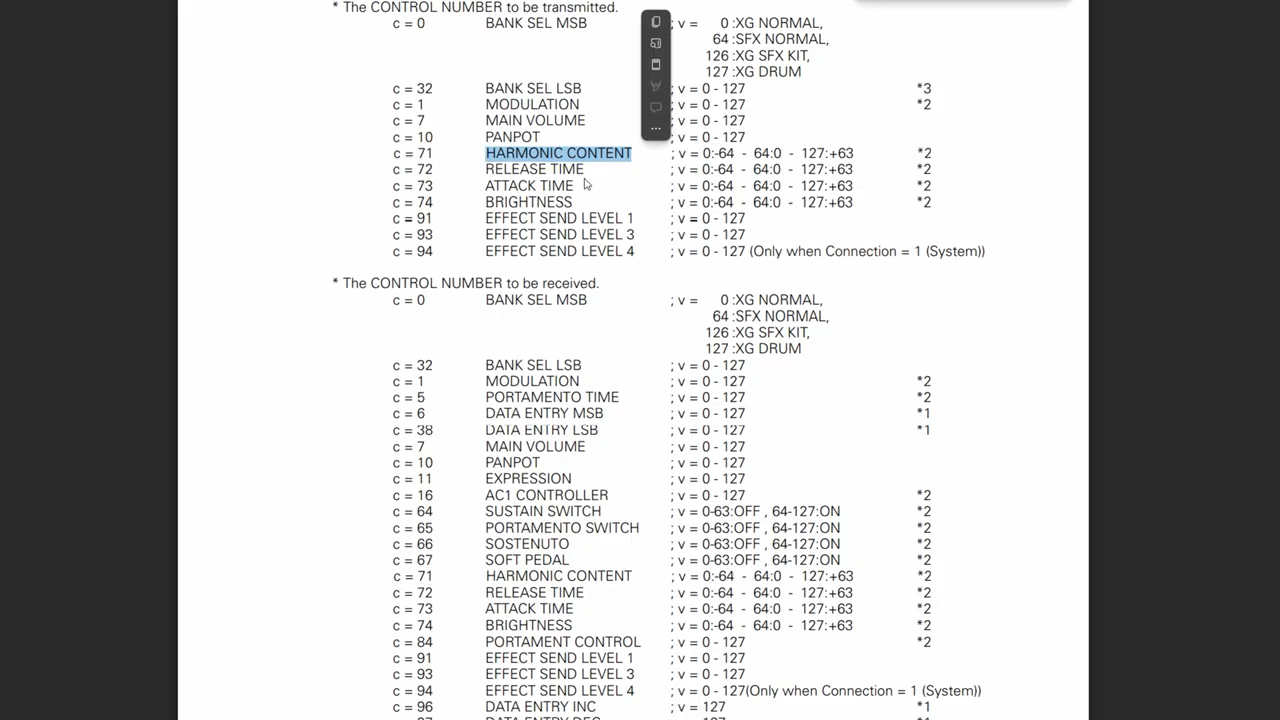 * The CONTROL NUMBER to be transmitted.
c = 0 BANK SEL MSB ; v = 0 :XG NORMAL,
64 :SFX NORMAL,
126 :XG SFX KIT,
127 :XG DRUM
c = 32 BANK SEL LSB ; v = 0 - 127 *3
c = 1 MODULATION ; v = 0 - 127 *2
c = 7 MAIN VOLUME ; v = 0 - 127
c = 10 PANPOT ; v = 0 - 127
c = 71 HARMONIC CONTENT ; v = 0:-64 - 64:0 - 127:+63 *2
c = 72 RELEASE TIME ; v = 0:-64 - 64:0 - 127:+63 *2
c = 73 ATTACK TIME ; v = 0:-64 - 64:0 - 127:+63 *2
c = 74 BRIGHTNESS ; v = 0:-64 - 64:0 - 127:+63 *2
c = 91 EFFECT SEND LEVEL 1 ; v = 0 - 127
c = 93 EFFECT SEND LEVEL 3 ; v = 0 - 127
c = 94 EFFECT SEND LEVEL 4 ; v = 0 - 127 (Only when Connection = 1 (System))
* The CONTROL NUMBER to be received.
c = 0 BANK SEL MSB ; v = 0 :XG NORMAL,
64 :SFX NORMAL,
126 :XG SFX KIT,
127 :XG DRUM
c = 32 BANK SEL LSB ; v = 0 - 127
c = 1 MODULATION ; v = 0 - 127 *2
c = 5 PORTAMENTO TIME ; v = 0 - 127 *2
c = 6 DATA ENTRY MSB ; v = 0 - 127 *1
c = 38 DATA ENTRY LSB ; v = 0 - 127 *1
c = 7 MAIN VOLUME ; v = 0 - 127
c = 10 PANPOT ; v = 0 - 127
c = 11 EXPRESSION ; v = 0 - 127
c = 16 AC1 CONTROLLER ; v = 0 - 127 *2
c = 64 SUSTAIN SWITCH ; v = 0-63:OFF , 64-127:ON *2
c = 65 PORTAMENTO SWITCH ; v = 0-63:OFF , 64-127:ON *2
c = 66 SOSTENUTO ; v = 0-63:OFF , 64-127:ON *2
c = 67 SOFT PEDAL ; v = 0-63:OFF , 64-127:ON *2
c = 71 HARMONIC CONTENT ; v = 0:-64 - 64:0 - 127:+63 *2
c = 72 RELEASE TIME ; v = 0:-64 - 64:0 - 127:+63 *2
c = 73 ATTACK TIME ; v = 0:-64 - 64:0 - 127:+63 *2
c = 74 BRIGHTNESS ; v = 0:-64 - 64:0 - 127:+63 *2
c = 84 PORTAMENT CONTROL ; v = 0 - 127 *2
c = 91 EFFECT SEND LEVEL 1 ; v = 0 - 127
c = 93 EFFECT SEND LEVEL 3 ; v = 0 - 127
c = 94 EFFECT SEND LEVEL 4 ; v = 0 - 127(Only when Connection = 1 (System))
c = 96 DATA ENTRY INC ; v = 127 *1